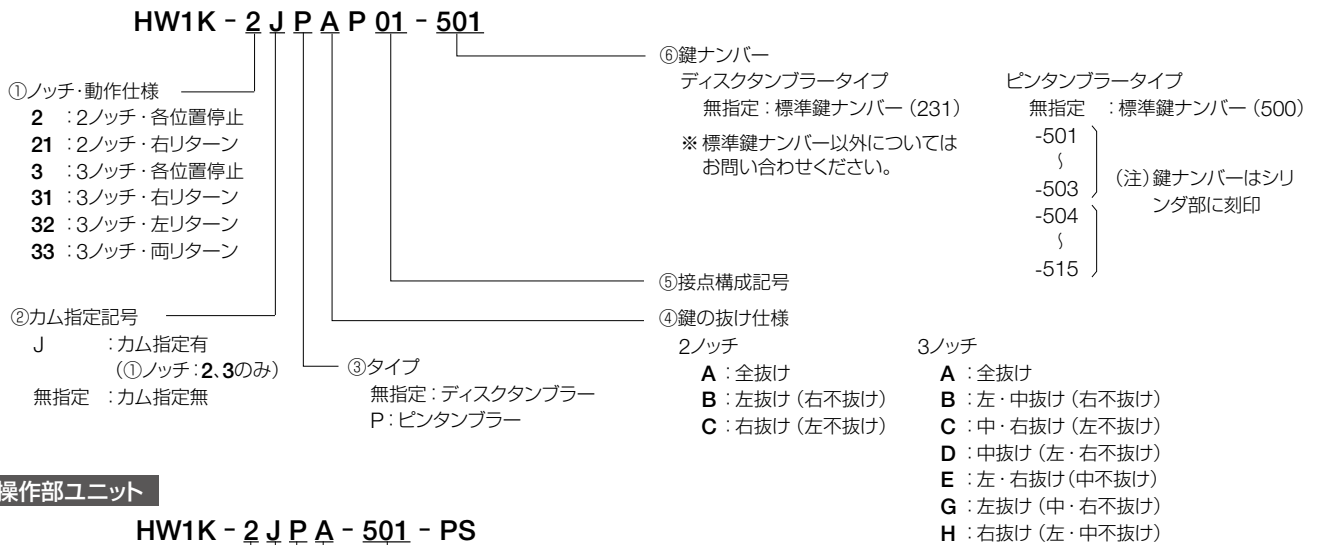 HW1K - 2 J P A P 01 - 501
①ノッチ・動作仕様
2 ：2ノッチ・各位置停止
21 ：2ノッチ・右リターン
3 ：3ノッチ・各位置停止
31 ：3ノッチ・右リターン
32 ：3ノッチ・左リターン
33 ：3ノッチ・両リターン
②カム指定記号
J ：カム指定有
（①ノッチ：2、3のみ）
無指定 ：カム指定無
③タイプ
無指定：ディスクタンブラー
P：ピンタンブラー
⑥鍵ナンバー
ディスクタンブラータイプ
無指定：標準鍵ナンバー（231）
※ 標準鍵ナンバー以外については
お問い合わせください。
ピンタンブラータイプ
無指定 ：標準鍵ナンバー（500）
-501
〜
-503
-504
〜
-515
（注）鍵ナンバーはシリ
ンダ部に刻印
⑤接点構成記号
④鍵の抜け仕様
2ノッチ
A ：全抜け
B ：左抜け（右不抜け）
C ：右抜け（左不抜け）
3ノッチ
A ：全抜け
B ：左・中抜け（右不抜け）
C ：中・右抜け（左不抜け）
D ：中抜け（左・右不抜け）
E ：左・右抜け（中不抜け）
G ：左抜け（中・右不抜け）
H ：右抜け（左・中不抜け）
操作部ユニット
HW1K - 2 J P A - 501 - PS